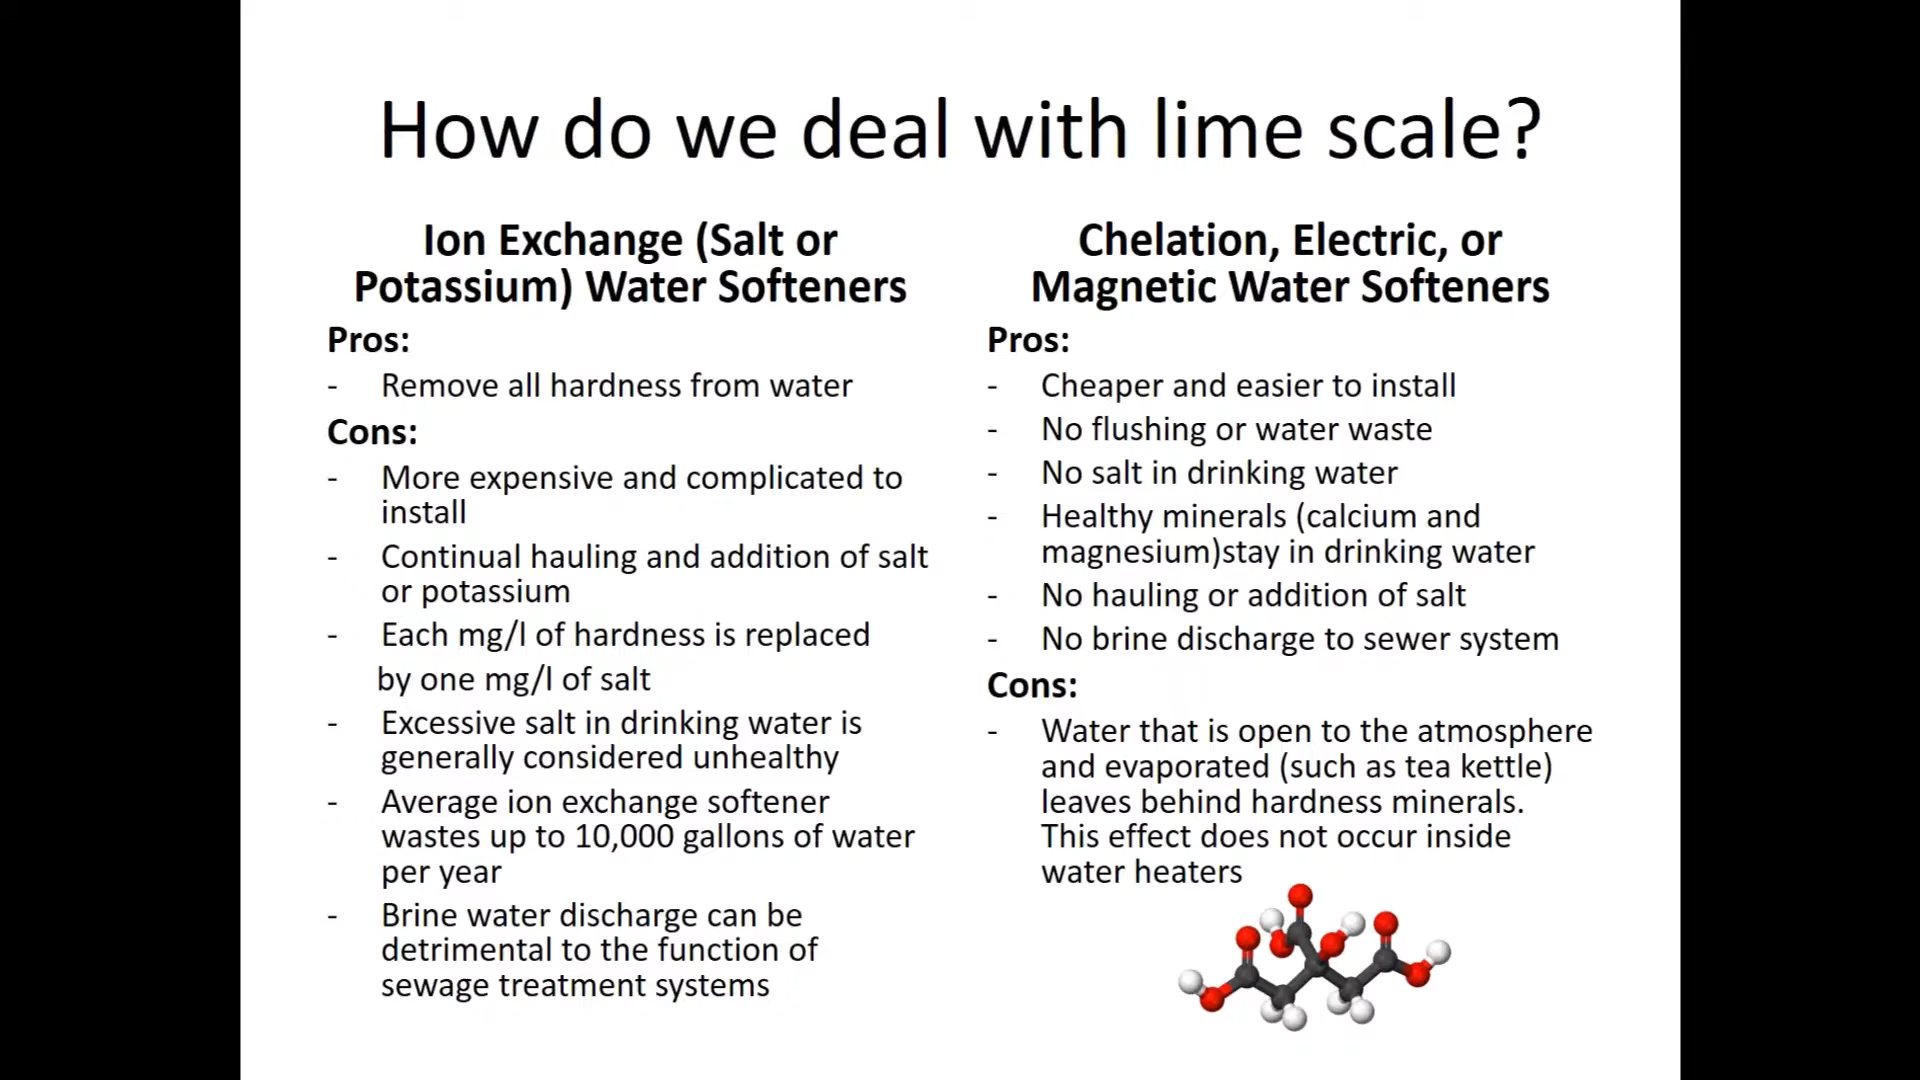 How do we deal with lime scale?
Ion Exchange (Salt or
Potassium) Water Softeners
Pros:
- Remove all hardness from water
Cons:
- More expensive and complicated to
install
- Continual hauling and addition of salt
or potassium
- Each mg/l of hardness is replaced
by one mg/l of salt
- Excessive salt in drinking water is
generally considered unhealthy
- Average ion exchange softener
wastes up to 10,000 gallons of water
per year
- Brine water discharge can be
detrimental to the function of
sewage treatment systems
Chelation, Electric, or
Magnetic Water Softeners
Pros:
- Cheaper and easier to install
- No flushing or water waste
- No salt in drinking water
- Healthy minerals (calcium and
magnesium)stay in drinking water
- No hauling or addition of salt
- No brine discharge to sewer system
Cons:
- Water that is open to the atmosphere
and evaporated (such as tea kettle)
leaves behind hardness minerals.
This effect does not occur inside
water heaters